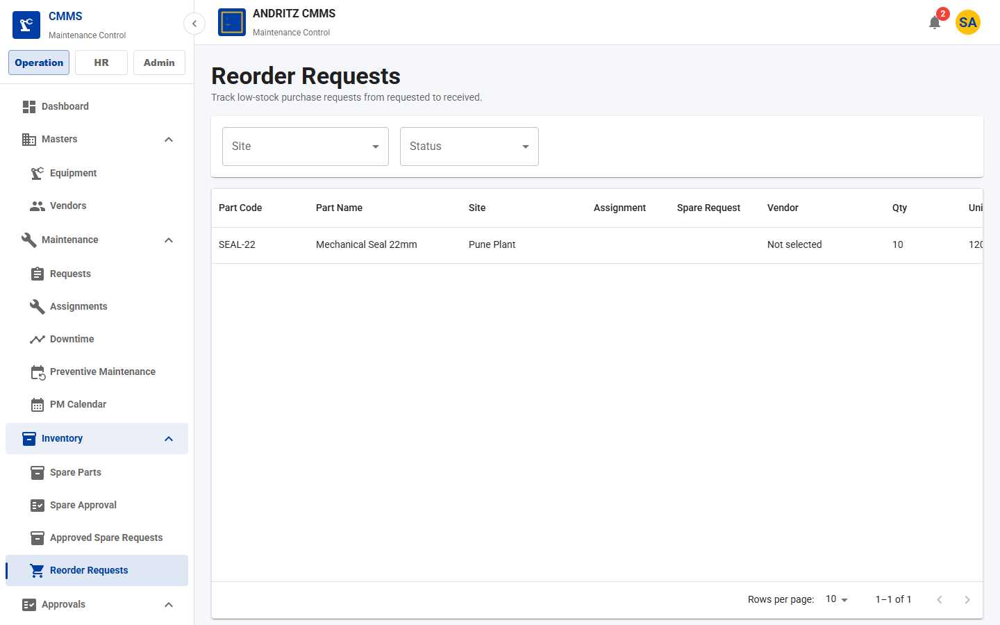 CMMS
Maintenance Control
Operation
HR
Admin
Dashboard
Masters
Equipment
Vendors
Maintenance
Requests
Assignments
Downtime
Preventive Maintenance
PM Calendar
Inventory
Spare Parts
Spare Approval
Approved Spare Requests
Reorder Requests
Approvals
ANDRITZ CMMS
Maintenance Control
2
SA
Reorder Requests
Track low-stock purchase requests from requested to received.
Site
Status
Part Code Part Name Site Assignment Spare Request Vendor Qty Uni
SEAL-22 Mechanical Seal 22mm Pune Plant Not selected 10 120
Rows per page: 10 1–1 of 1